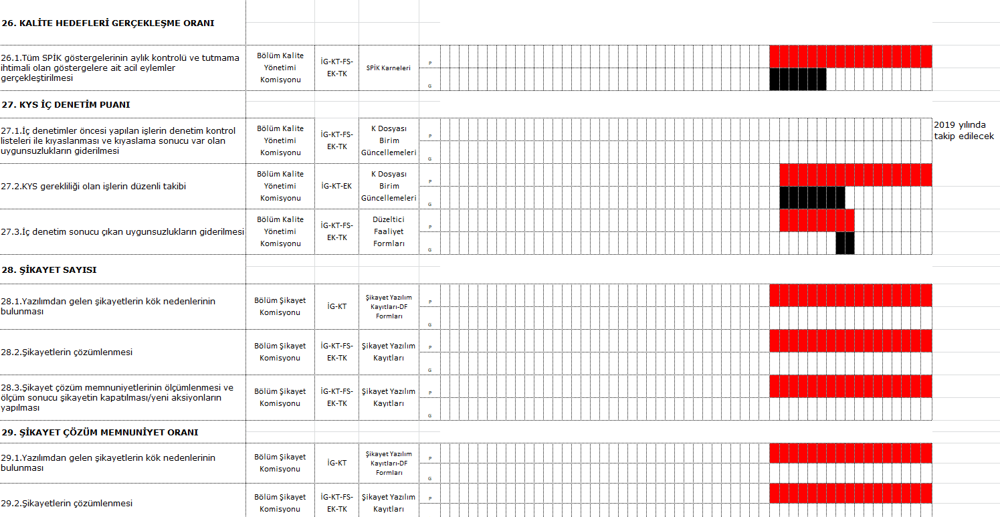 26. KALİTE HEDEFLERİ GERÇEKLEŞME ORANI
26.1.Tüm SPİK göstergelerinin aylık kontrolü ve tutmama
ihtimali olan göstergelere ait acil eylemler
gerçekleştirilmesi
Bölüm Kalite
Yönetimi
Komisyonu
İG-KT-FS-
EK-TK
SPİK Karneleri
P
G
27. KYS İÇ DENETİM PUANI
27.1.İç denetimler öncesi yapılan işlerin denetim kontrol
listeleri ile kıyaslanması ve kıyaslama sonucu var olan
uygunsuzlukların giderilmesi
Bölüm Kalite
Yönetimi
Komisyonu
İG-KT-FS-
EK-TK
K Dosyası
Birim
Güncellemeleri
P
G
2019 yılında
takip edilecek
27.2.KYS gerekliliği olan işlerin düzenli takibi
Bölüm Kalite
Yönetimi
Komisyonu
İG-KT-EK
K Dosyası
Birim
Güncellemeleri
P
G
27.3.İç denetim sonucu çıkan uygunsuzlukların giderilmesi
Bölüm Kalite
Yönetimi
Komisyonu
İG-KT-FS-
EK-TK
Düzeltici
Faaliyet
Formları
P
G
28. ŞİKAYET SAYISI
28.1.Yazılımdan gelen şikayetlerin kök nedenlerinin
bulunması
Bölüm Şikayet
Komisyonu
İG-KT
Şikayet Yazılım
Kayıtları-DF
Formları
P
G
28.2.Şikayetlerin çözümlenmesi
Bölüm Şikayet
Komisyonu
İG-KT-FS-
EK-TK
Şikayet Yazılım
Kayıtları
P
G
28.3.Şikayet çözüm memnuniyetlerinin ölçümlenmesi ve
ölçüm sonucu şikayetin kapatılması/yeni aksiyonların
yapılması
Bölüm Şikayet
Komisyonu
İG-KT-FS-
EK-TK
Şikayet Yazılım
Kayıtları
P
G
29. ŞİKAYET ÇÖZÜM MEMNUNİYET ORANI
29.1.Yazılımdan gelen şikayetlerin kök nedenlerinin
bulunması
Bölüm Şikayet
Komisyonu
İG-KT
Şikayet Yazılım
Kayıtları-DF
Formları
P
G
29.2.Şikayetlerin çözümlenmesi
Bölüm Şikayet
Komisyonu
İG-KT-FS-
EK-TK
Şikayet Yazılım
Kayıtları
P